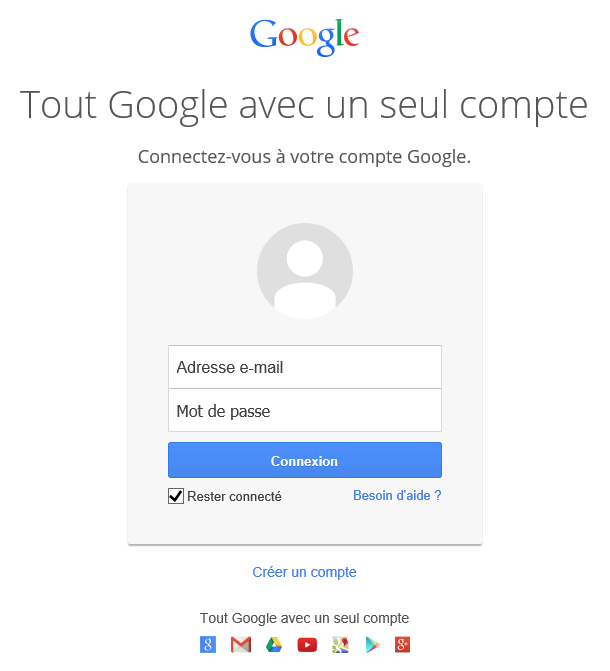 Google
Tout Google avec un seul compte
Connectez-vous à votre compte Google.
Adresse e-mail
Mot de passe
Connexion
Rester connecté
Besoin d'aide ?
Créer un compte
Tout Google avec un seul compte